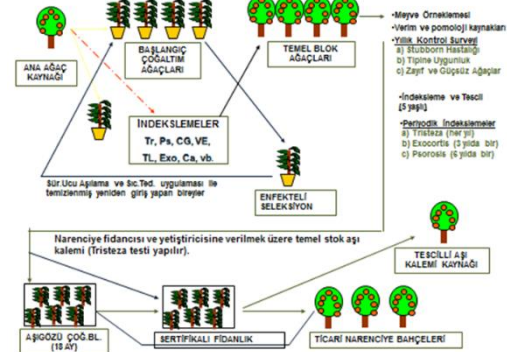 •Meyve Örneklemesi
•Verim ve pomoloji kaynakları
•Yıllık Kontrol Surveyi
a) Stubborn Hastalığı
b) Tipine Uygunluk
c) Zayıf ve Güçsüz Ağaçlar
•İndeksleme ve Tescil
(5 yaşlı)
•Periyodik İndekslemeler
a) Tristeza (her yıl)
b) Exocortis (3 yılda bir)
c) Psorosis (6 yılda bir)
ANA AĞAÇ
KAYNAĞI
BAŞLANGIÇ
ÇOĞALTIM
AĞAÇLARI
TEMEL BLOK
AĞAÇLARI
İNDEKSLEMELER
Tr, Ps, CG, VE,
TL, Exo, Ca, vb.
Sür.Ucu Aşılama ve Sıc.Ted. uygulaması ile
temizlenmiş yeniden giriş yapan bireyler
ENFEKTELİ
SELEKSİYON
Narenciye fidancısı ve yetiştiricisine verilmek üzere temel stok aşı
kalemi (Tristeza testi yapılır).
TESCİLLİ AŞI
KALEMİ KAYNAĞI
AŞIGÖZÜ ÇOĞ.BL.
(18 AY)
SERTİFİKALI FİDANLIK
TİCARİ NARENCİYE BAHÇELERİ